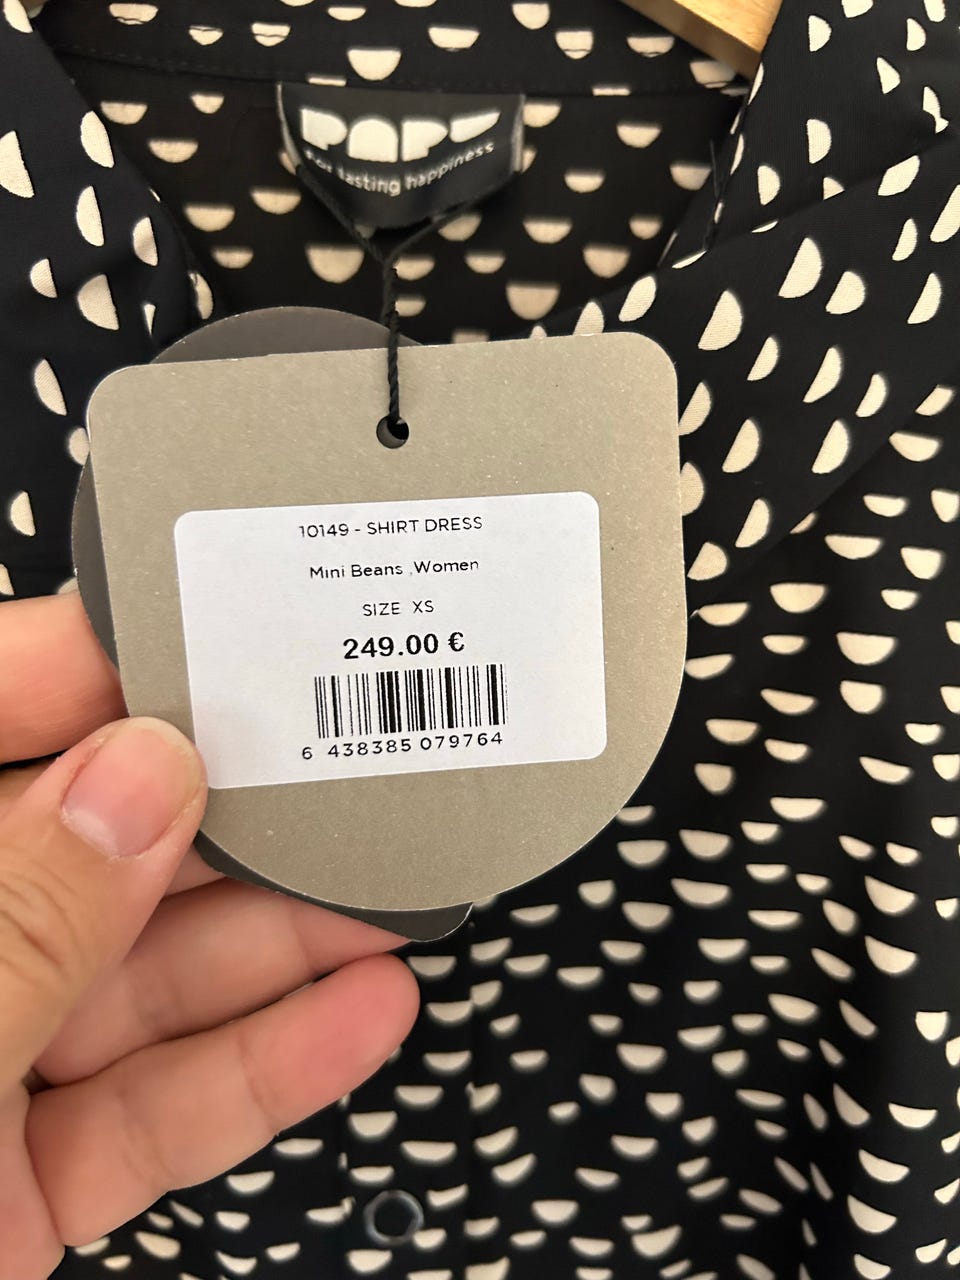 PAPU
for lasting happiness
10149 - SHIRT DRESS
Mini Beans ,Women
SIZE XS
249.00 €
6 438385 079764